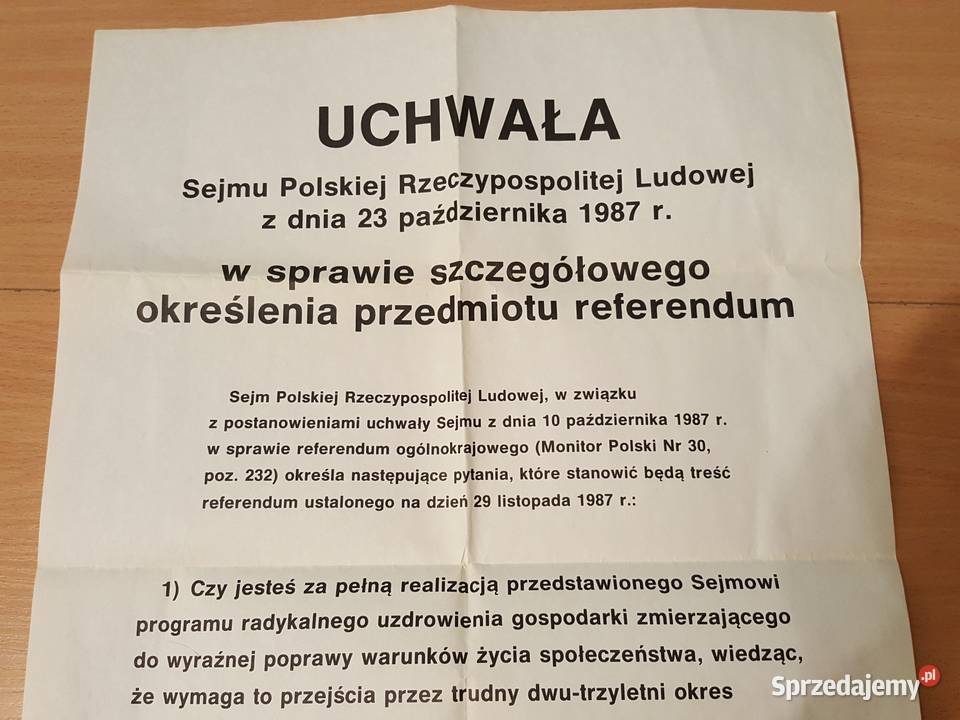 UCHWAŁA
Sejmu Polskiej Rzeczypospolitej Ludowej
z dnia 23 października 1987 r.
w sprawie szczegółowego
określenia przedmiotu referendum
Sejm Polskiej Rzeczypospolitej Ludowej, w związku
z postanowieniami uchwały Sejmu z dnia 10 października 1987 r.
w sprawie referendum ogólnokrajowego (Monitor Polski Nr 30,
poz. 232) określa następujące pytania, które stanowić będą treść
referendum ustalonego na dzień 29 listopada 1987 r.:
1) Czy jesteś za pełną realizacją przedstawionego Sejmowi
programu radykalnego uzdrowienia gospodarki zmierzającego
do wyraźnej poprawy warunków życia społeczeństwa, wiedząc,
że wymaga to przejścia przez trudny dwu-trzyletni okres
Sprzedajemy.pl